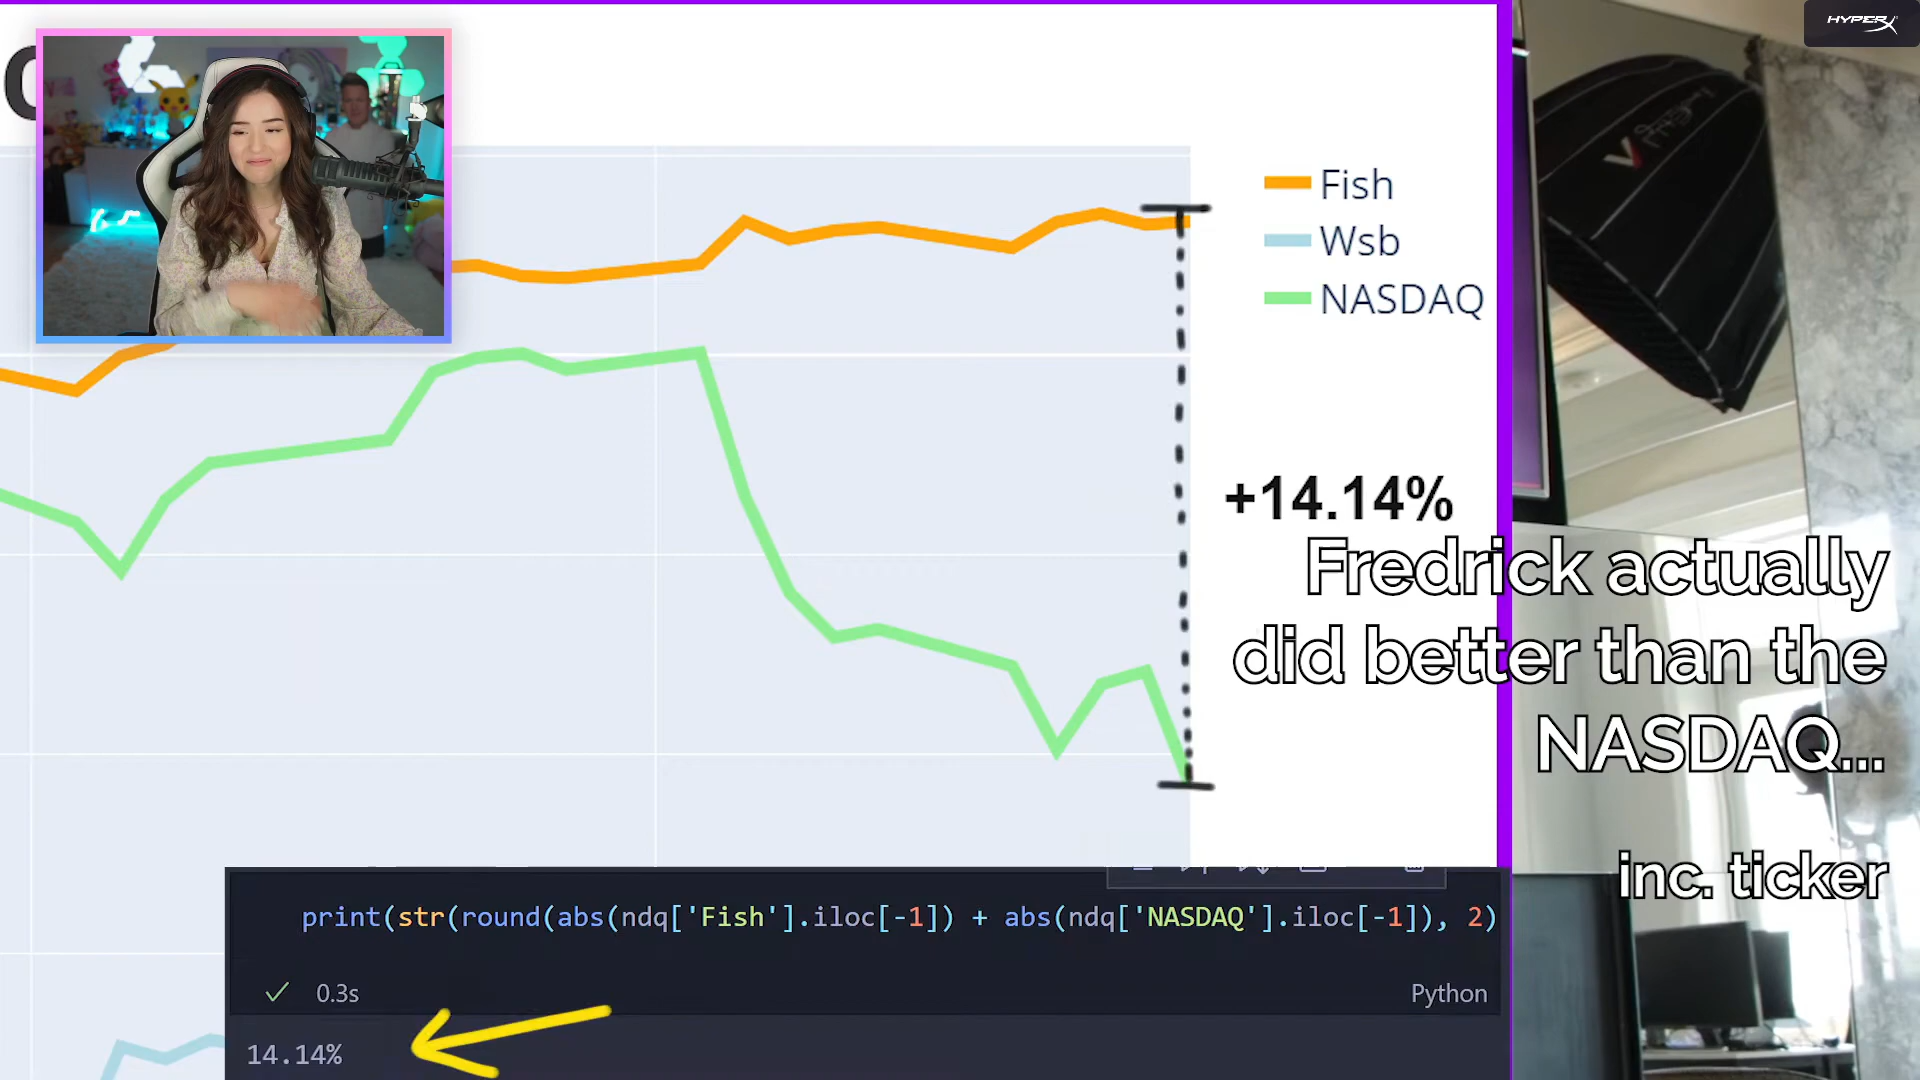 HYPERX
Fish
Wsb
NASDAQ
+14.14%
Fredrick actually
did better than the
NASDAQ...
inc. ticker
print(str(round(abs(ndq['Fish'].iloc[-1]) + abs(ndq['NASDAQ'].iloc[-1]), 2)
0.3s
Python
14.14%